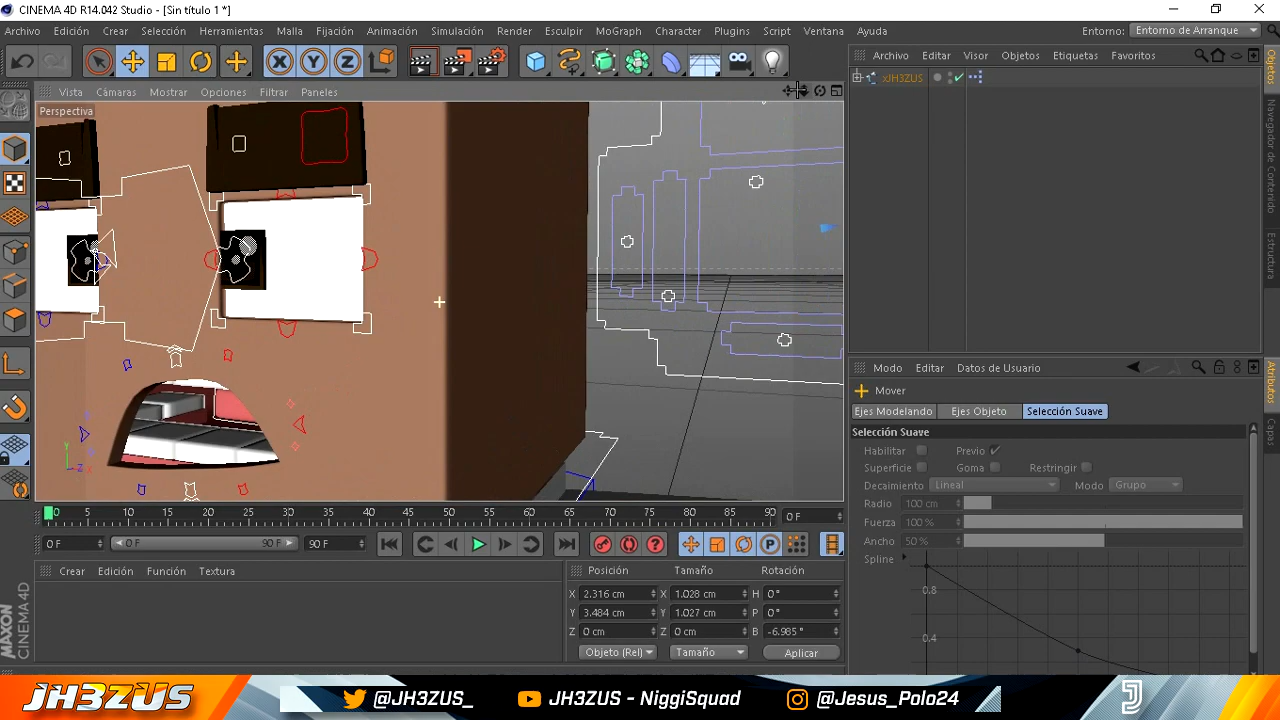 CINEMA 4D R14.042 Studio - [Sin título 1 *]
Archivo Edición Crear Selección Herramientas Malla Fijación Animación Simulación Render Esculpir MoGraph Character Plugins Script Ventana Ayuda Entorno: Entorno de Arranque
X Y Z
Archivo Editar Visor Objetos Etiquetas Favoritos
xJH3ZUS
Vista Cámaras Mostrar Opciones Filtrar Paneles
Perspectiva
Y
Z X
Objetos
Navegador de Contenido
Estructura
Modo Editar Datos de Usuario
Mover
Ejes Modelando Ejes Objeto Selección Suave
Selección Suave
Habilitar Previo
Superficie Goma Restringir
Decaimiento Lineal Modo Grupo
Radio 100 cm
Fuerza 100 %
Ancho 50 %
Spline
0.8
0.4
Atributos
Capas
0 5 10 15 20 25 30 35 40 45 50 55 60 65 70 75 80 85 90 0 F
0 F 0 F 90 F 90 F
P
Crear Edición Función Textura
Posición Tamaño Rotación
X 2.316 cm X 1.028 cm H 0 °
Y 3.484 cm Y 1.027 cm P 0 °
Z 0 cm Z 0 cm B -6.985 °
Objeto (Rel) Tamaño Aplicar
MAXON
CINEMA 4D
JH3ZUS @JH3ZUS_ JH3ZUS - NiggiSquad @Jesus_Polo24